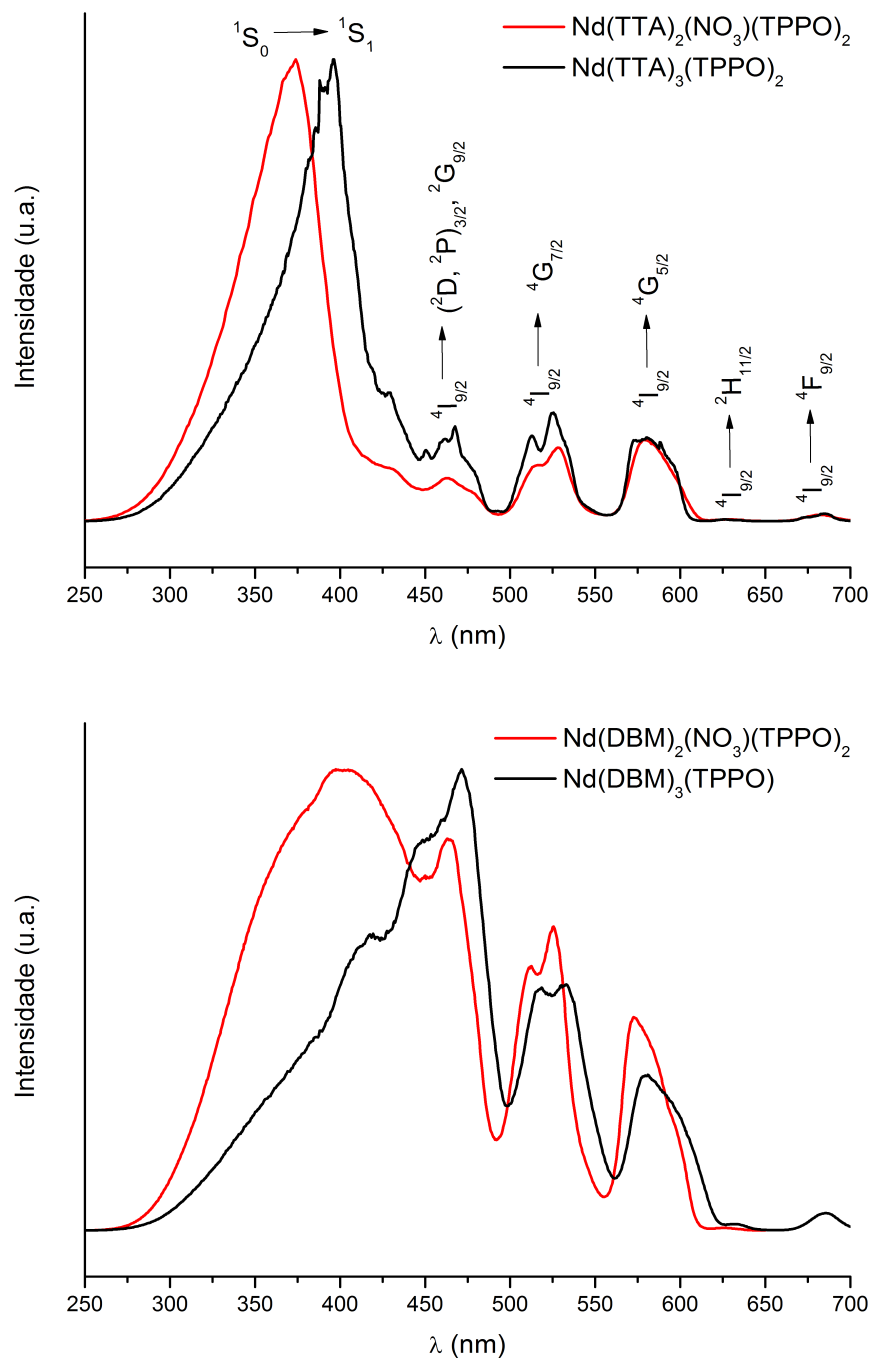 ¹S₀ → ¹S₁
Nd(TTA)₂(NO₃)(TPPO)₂
Nd(TTA)₃(TPPO)₂
Intensidade (u.a.)
⁴I₉/₂ → (²D, ²P)₃/₂, ²G₉/₂
⁴I₉/₂ → ⁴G₇/₂
⁴I₉/₂ → ⁴G₅/₂
⁴I₉/₂ → ²H₁₁/₂
⁴I₉/₂ → ⁴F₉/₂
250 300 350 400 450 500 550 600 650 700
λ (nm)
Nd(DBM)₂(NO₃)(TPPO)₂
Nd(DBM)₃(TPPO)
Intensidade (u.a.)
250 300 350 400 450 500 550 600 650 700
λ (nm)